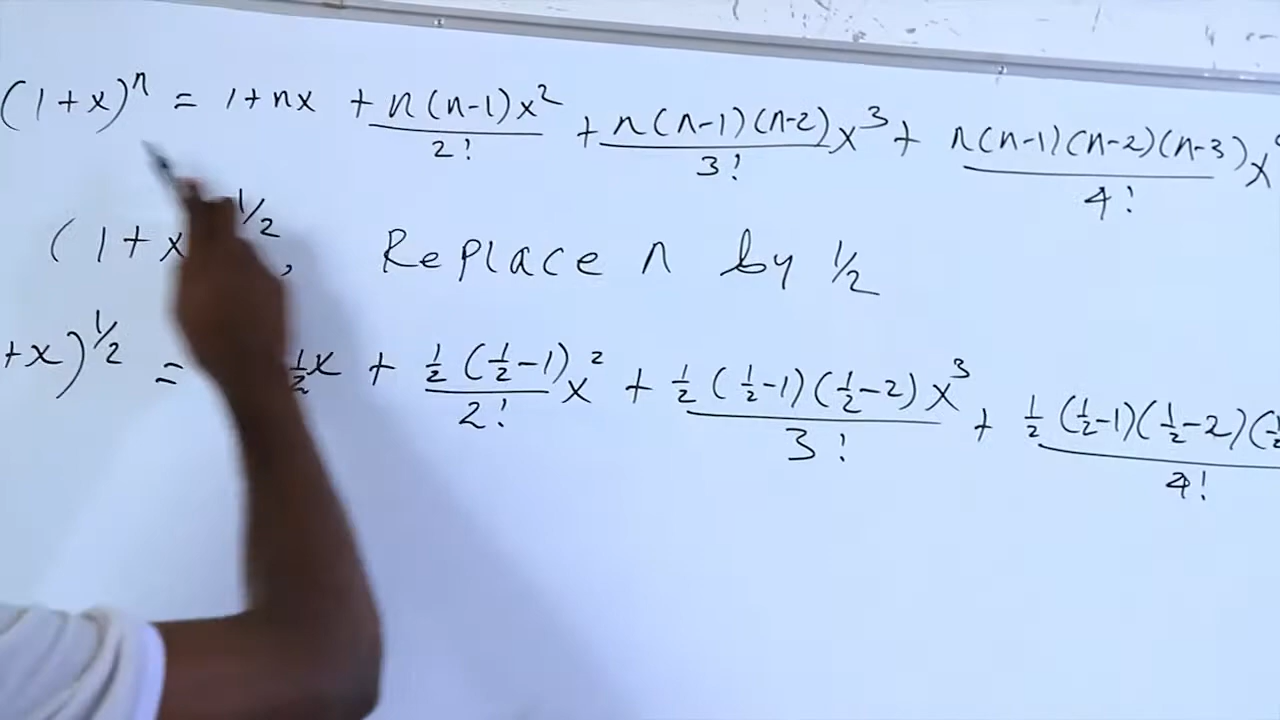 (1+x)ⁿ = 1+nx + n(n-1)x²/2! + n(n-1)(n-2)x³/3! + n(n-1)(n-2)(n-3)x/4!
(1+x 1/2, Replace n by 1/2
+x)^1/2 = 1/2x + 1/2(1/2-1)x²/2! + 1/2(1/2-1)(1/2-2)x³/3! + 1/2(1/2-1)(1/2-2)(1/4!